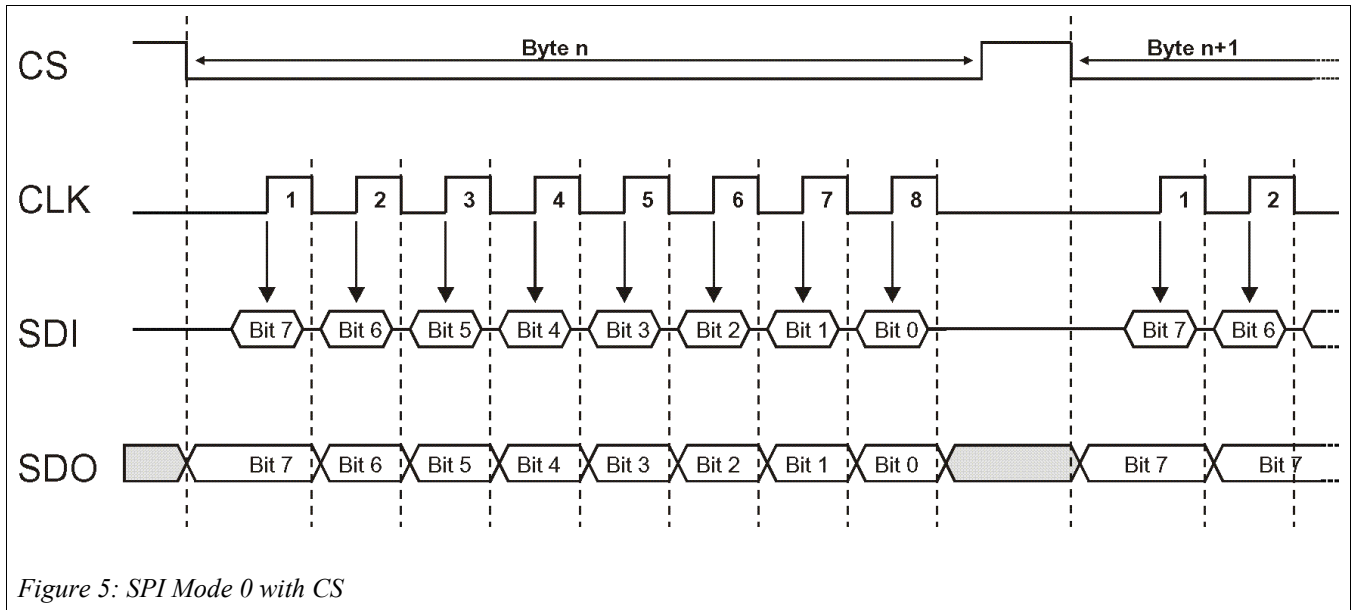 CS Byte n Byte n+1
CLK 1 2 3 4 5 6 7 8 1 2
SDI Bit 7 Bit 6 Bit 5 Bit 4 Bit 3 Bit 2 Bit 1 Bit 0 Bit 7 Bit 6
SDO Bit 7 Bit 6 Bit 5 Bit 4 Bit 3 Bit 2 Bit 1 Bit 0 Bit 7 Bit 7
Figure 5: SPI Mode 0 with CS